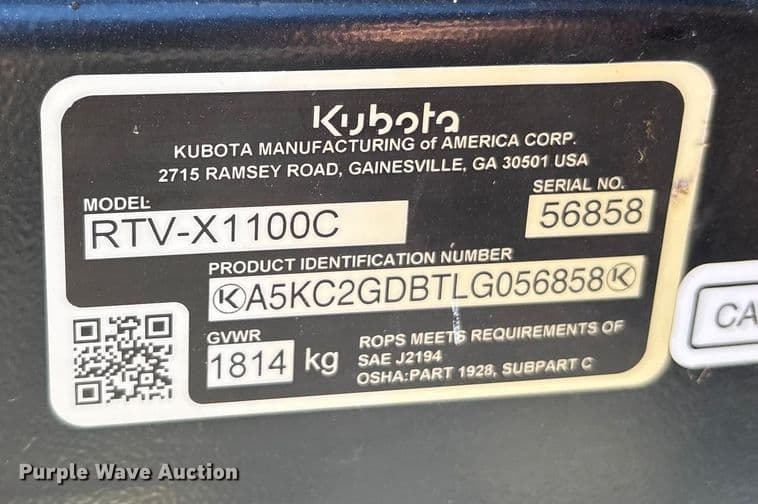 Kubota
KUBOTA MANUFACTURING of AMERICA CORP.
2715 RAMSEY ROAD, GAINESVILLE, GA 30501 USA
MODEL
SERIAL NO.
RTV-X1100C
56858
PRODUCT IDENTIFICATION NUMBER
A5KC2GDBTLG056858
GVWR
1814 kg
ROPS MEETS REQUIREMENTS OF
SAE J2194
OSHA:PART 1928, SUBPART C
CA
Purple Wave Auction